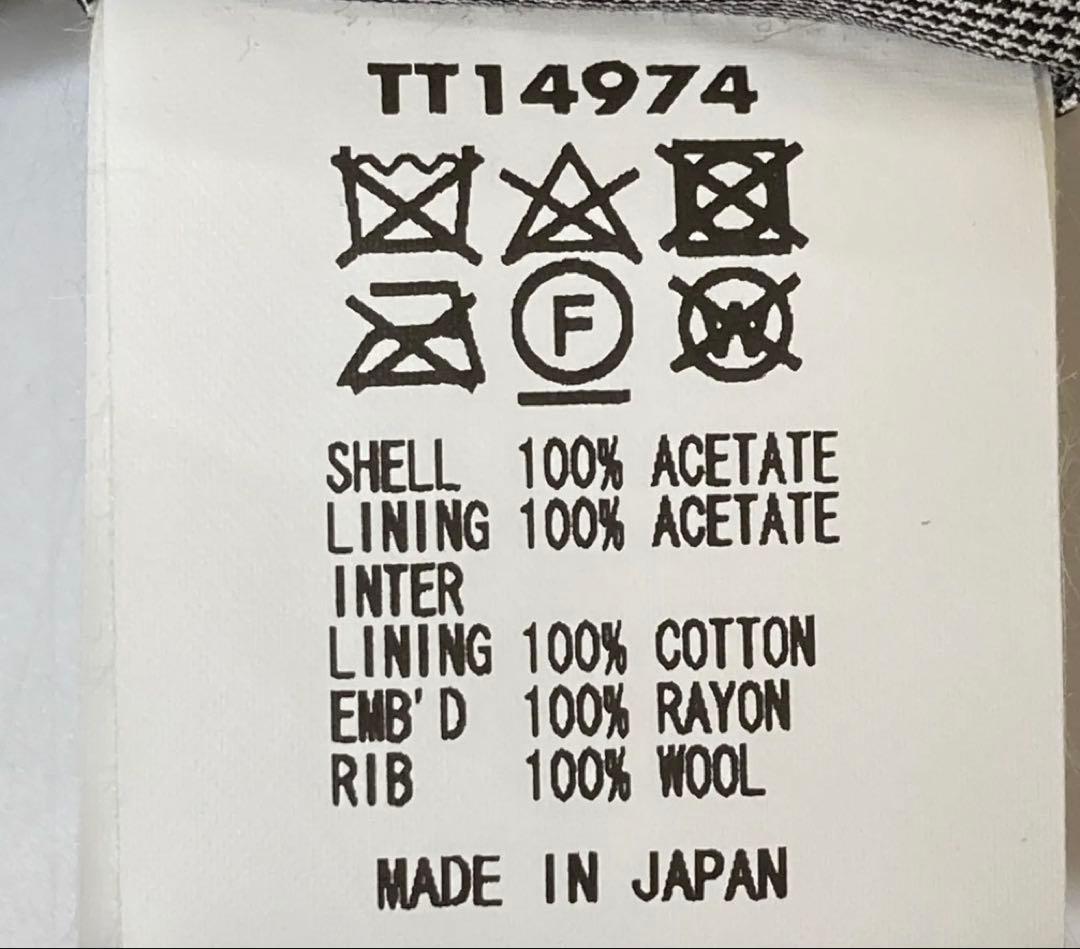 TT14974
F
W
SHELL 100% ACETATE
LINING 100% ACETATE
INTER
LINING 100% COTTON
EMB'D 100% RAYON
RIB 100% WOOL
MADE IN JAPAN